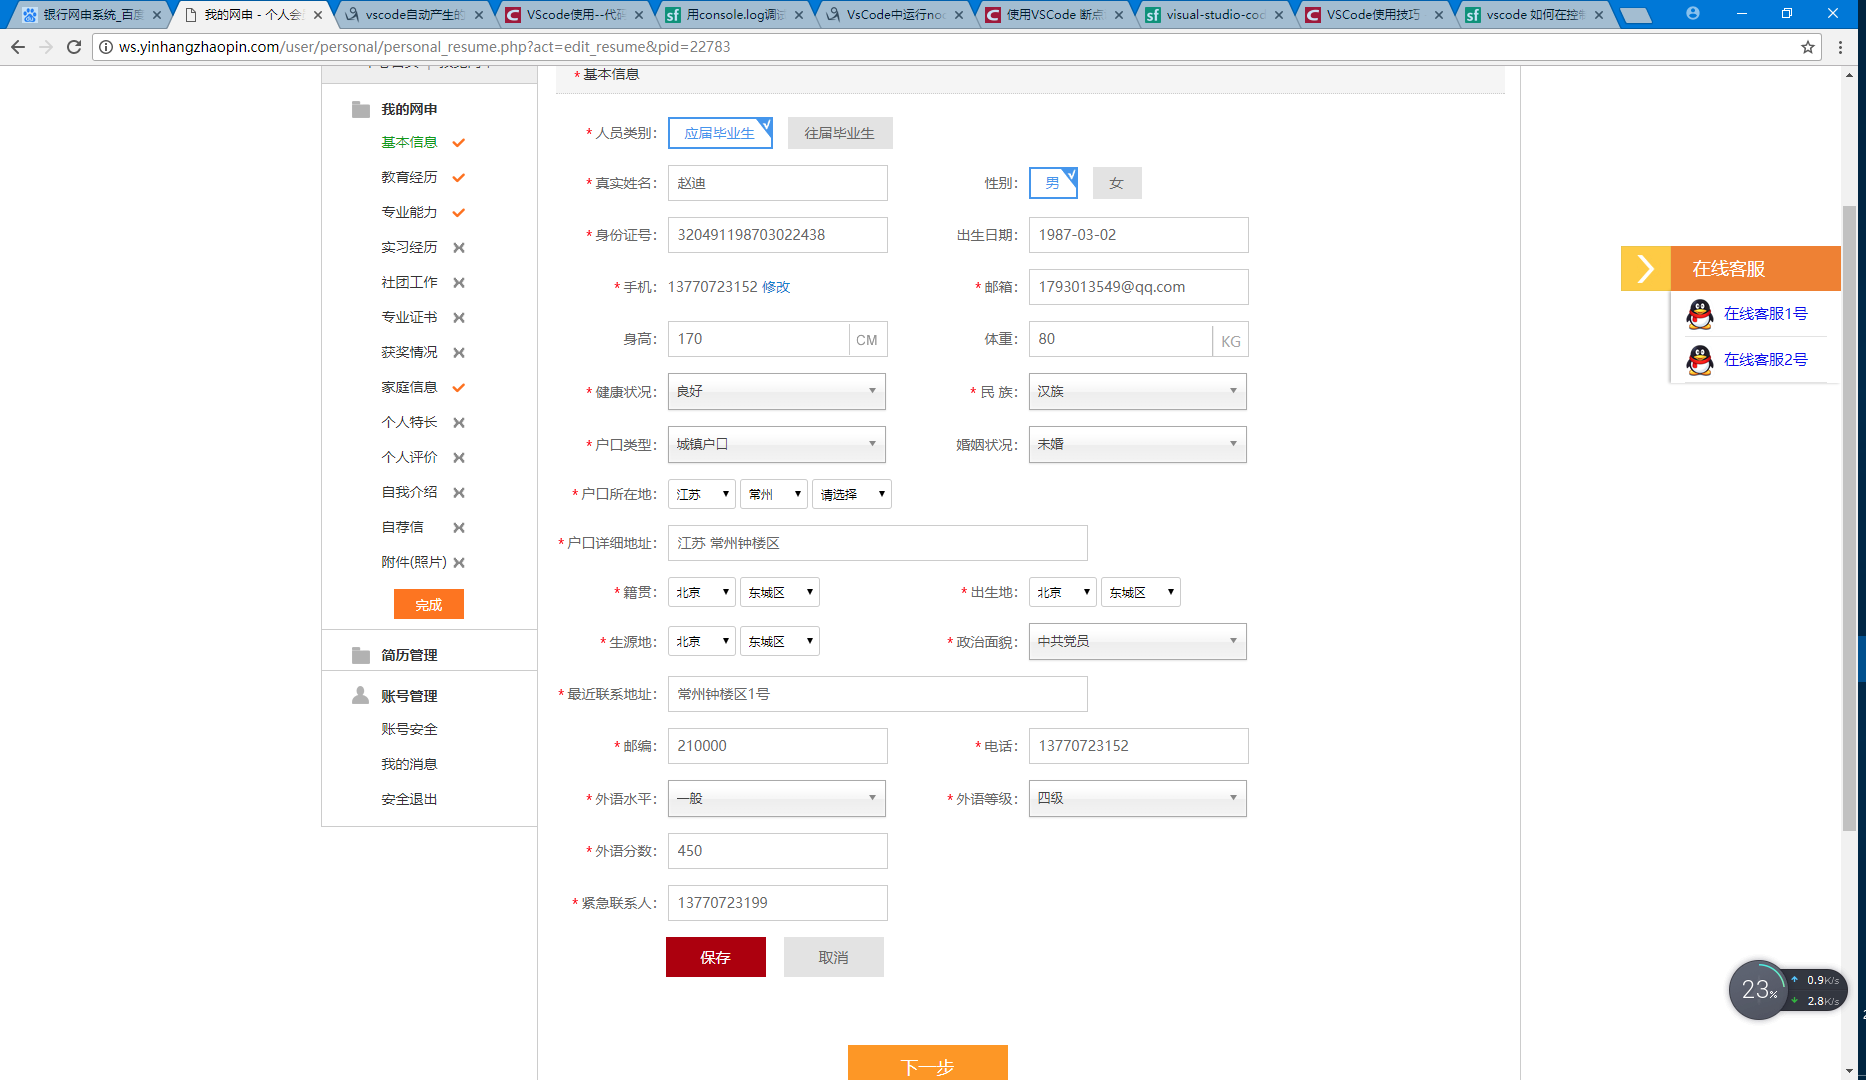 银行网申系统_百度
我的网申 - 个人会
vscode自动产生的
VScode使用--代码
用console.log调试
VsCode中运行nod
使用VSCode 断点
visual-studio-cod
VSCode使用技巧
vscode 如何在控制
ws.yinhangzhaopin.com/user/personal/personal_resume.php?act=edit_resume&pid=22783
* 基本信息
我的网申
基本信息
教育经历
专业能力
实习经历
社团工作
专业证书
获奖情况
家庭信息
个人特长
个人评价
自我介绍
自荐信
附件(照片)
完成
简历管理
账号管理
账号安全
我的消息
安全退出
* 人员类别： 应届毕业生 往届毕业生
* 真实姓名： 赵迪 性别： 男 女
* 身份证号： 320491198703022438 出生日期： 1987-03-02
* 手机： 13770723152 修改 * 邮箱： 1793013549@qq.com
身高： 170 CM 体重： 80 KG
* 健康状况： 良好 * 民 族： 汉族
* 户口类型： 城镇户口 婚姻状况： 未婚
* 户口所在地： 江苏 常州 请选择
* 户口详细地址： 江苏 常州钟楼区
* 籍贯： 北京 东城区 * 出生地： 北京 东城区
* 生源地： 北京 东城区 * 政治面貌： 中共党员
* 最近联系地址： 常州钟楼区1号
* 邮编： 210000 * 电话： 13770723152
* 外语水平： 一般 * 外语等级： 四级
* 外语分数： 450
* 紧急联系人： 13770723199
保存 取消
下一步
在线客服
在线客服1号
在线客服2号
23%
0.9K/s
2.8K/s